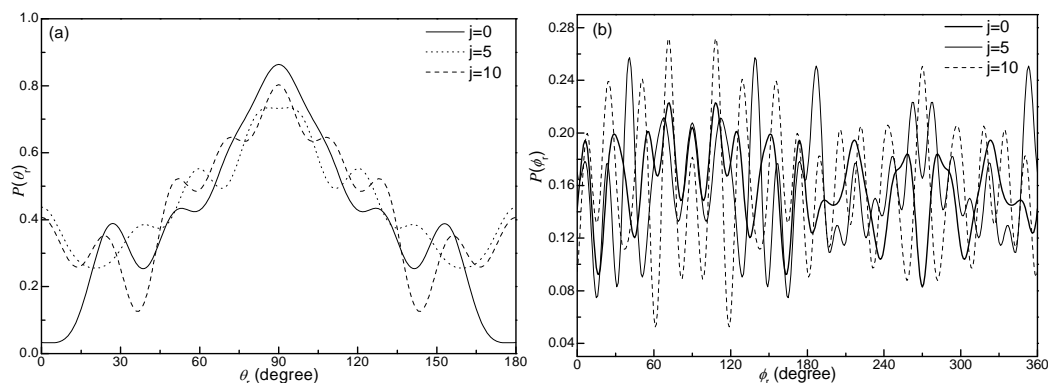 (a)
j=0
j=5
j=10
P(θr)
1.0
0.8
0.6
0.4
0.2
0.0
0 30 60 90 120 150 180
θr (degree)
(b)
j=0
j=5
j=10
P(ϕr)
0.28
0.24
0.20
0.16
0.12
0.08
0.04
0 60 120 180 240 300 360
ϕr (degree)